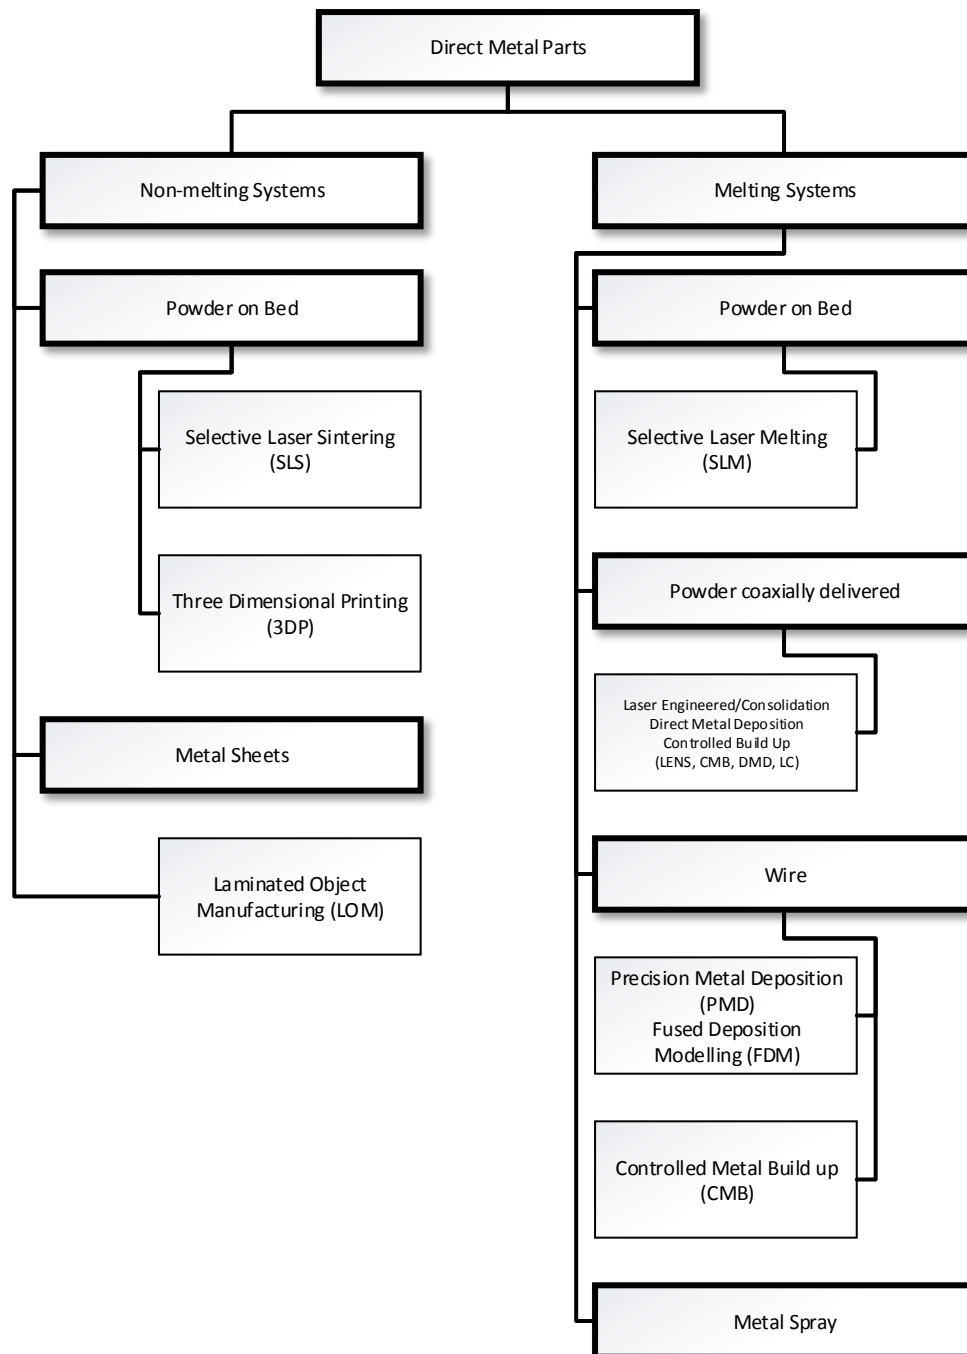 Direct Metal Parts
Non-melting Systems
Powder on Bed
Selective Laser Sintering
(SLS)
Three Dimensional Printing
(3DP)
Metal Sheets
Laminated Object
Manufacturing (LOM)
Melting Systems
Powder on Bed
Selective Laser Melting
(SLM)
Powder coaxially delivered
Laser Engineered/Consolidation
Direct Metal Deposition
Controlled Build Up
(LENS, CMB, DMD, LC)
Wire
Precision Metal Deposition
(PMD)
Fused Deposition
Modelling (FDM)
Controlled Metal Build up
(CMB)
Metal Spray